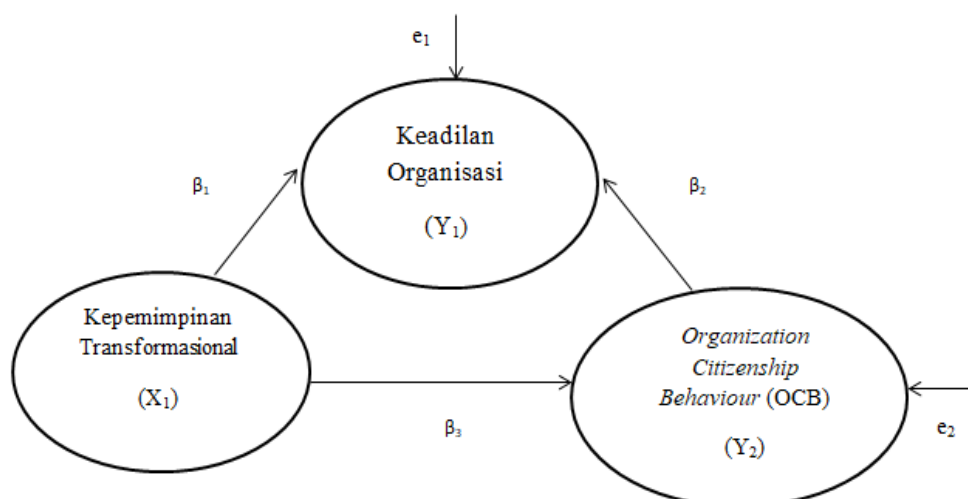 e₁
Keadilan
Organisasi
(Y₁)
β₁
β₂
Kepemimpinan
Transformasional
(X₁)
Organization
Citizenship
Behaviour (OCB)
(Y₂)
β₃
e₂